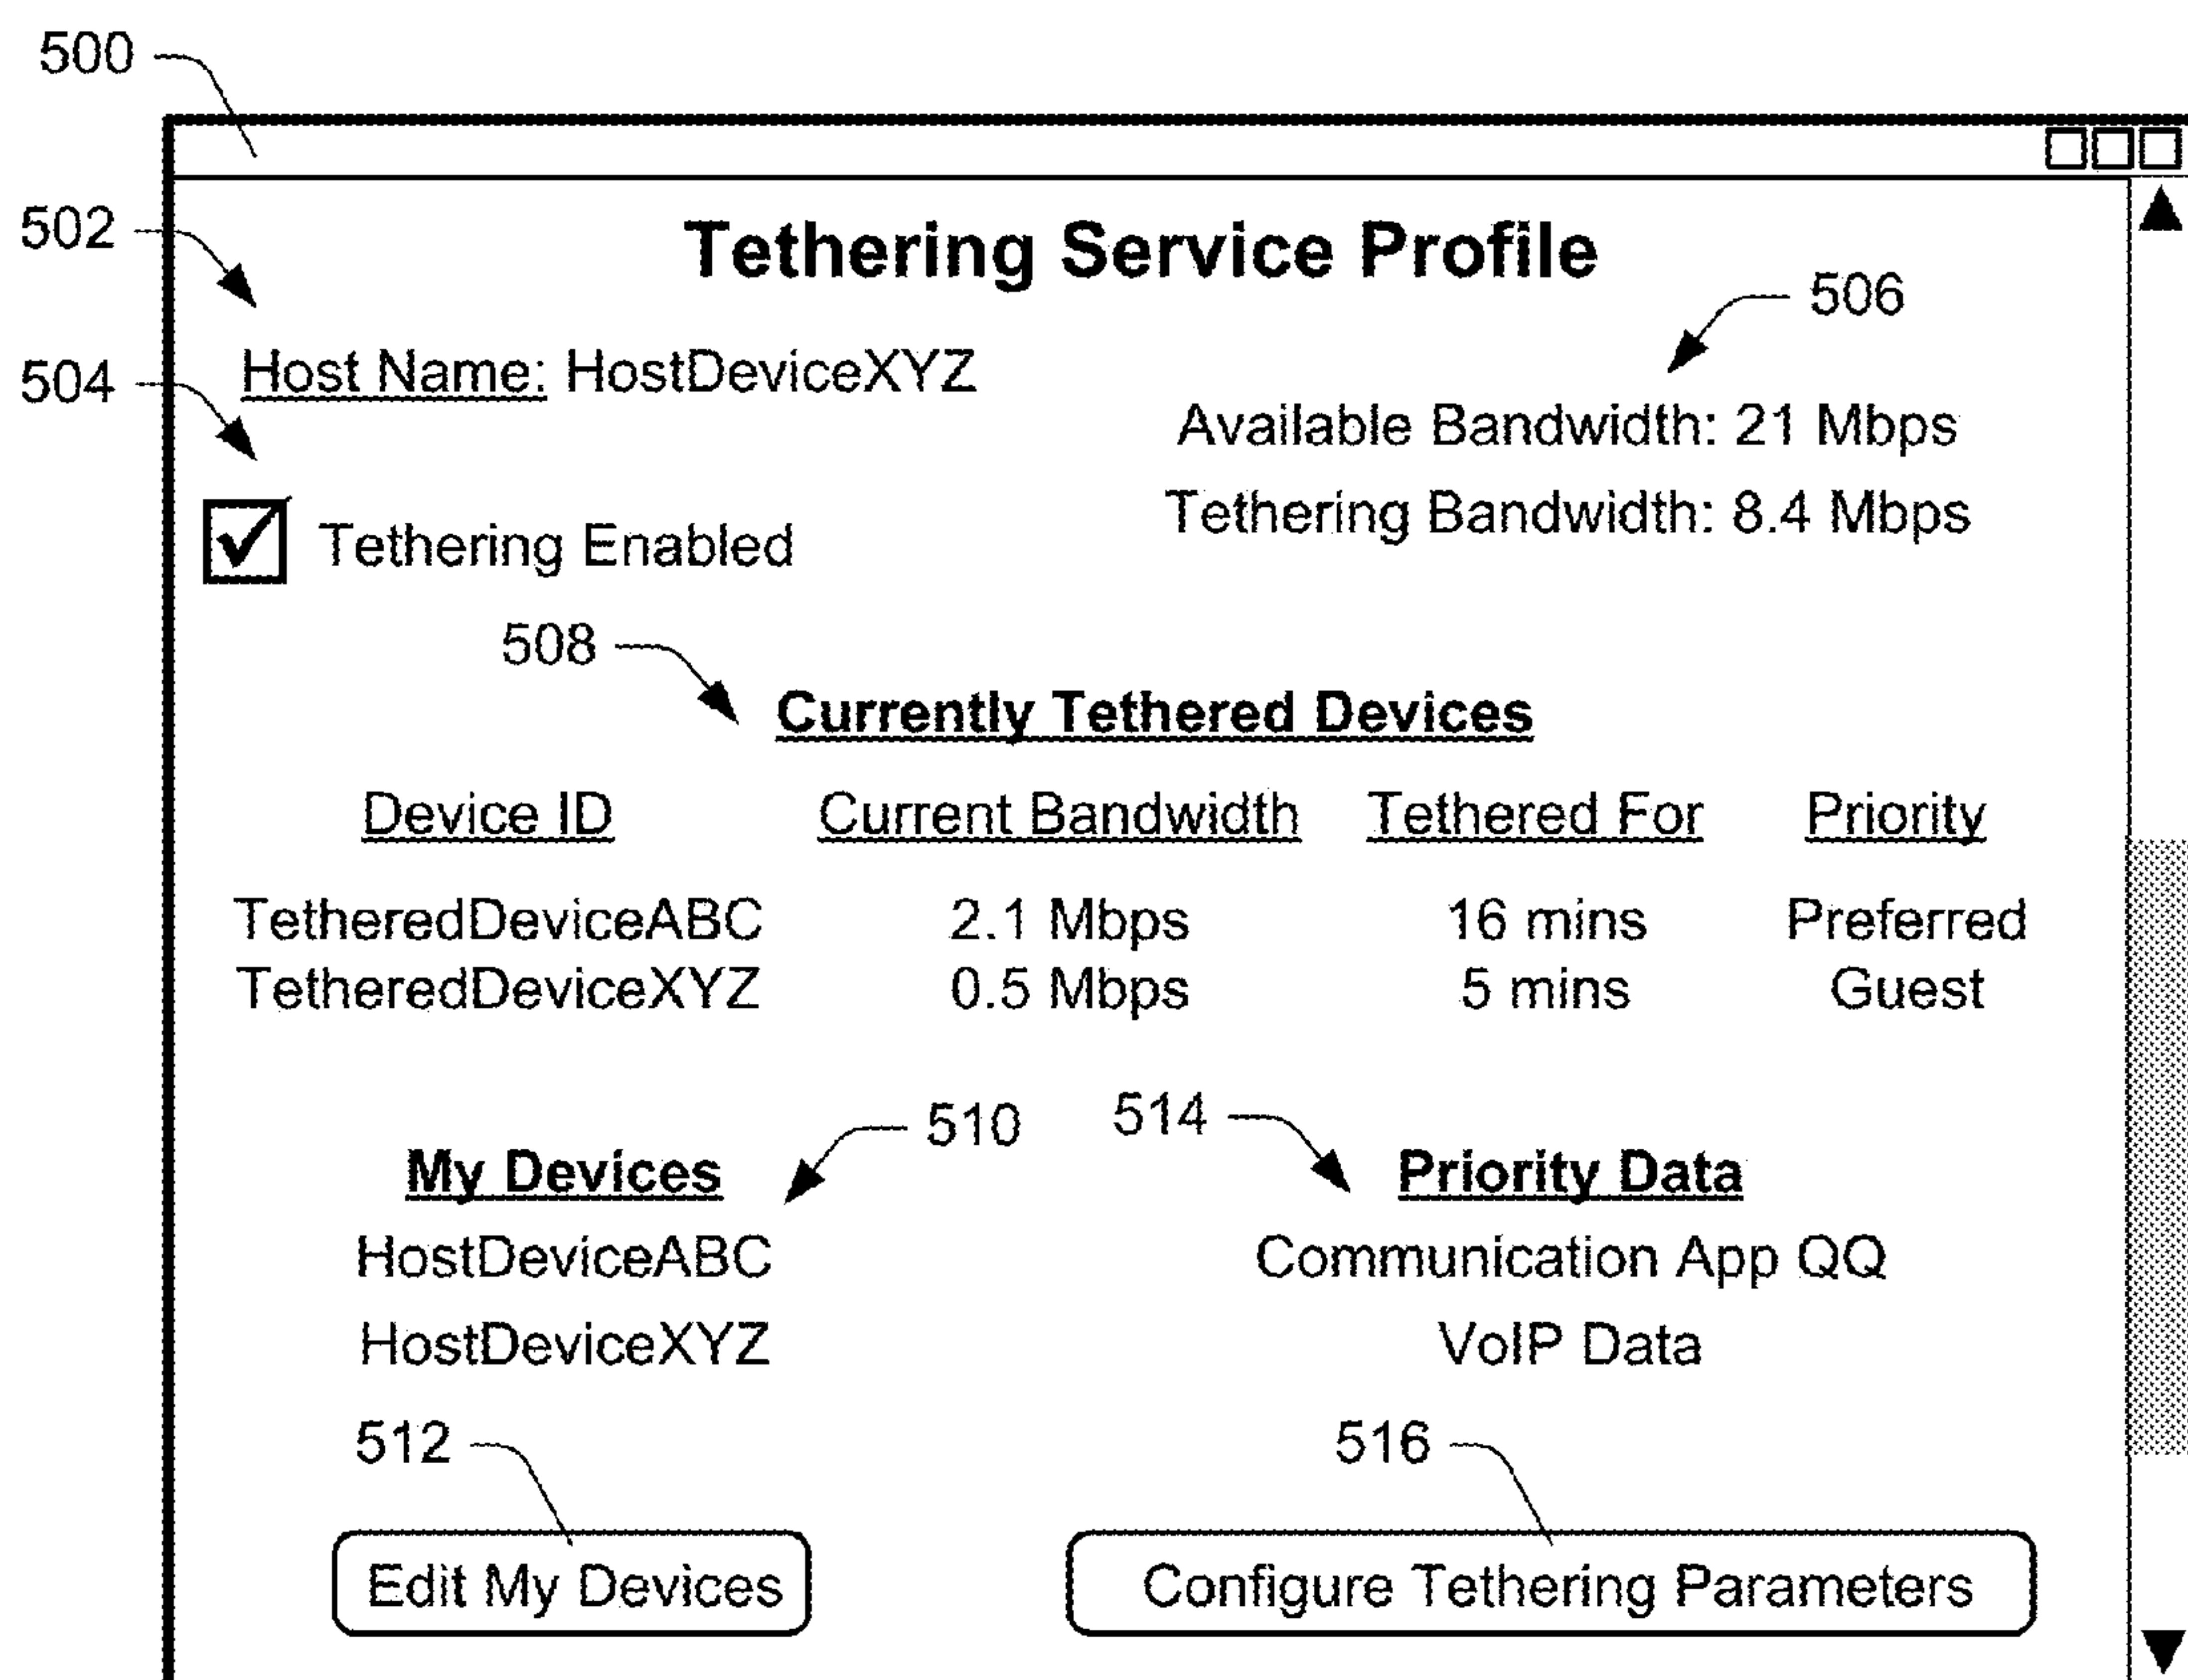 500
502
Tethering Service Profile
506
504
Host Name: HostDeviceXYZ
Available Bandwidth: 21 Mbps
Tethering Bandwidth: 8.4 Mbps
Tethering Enabled
508
Currently Tethered Devices
Device ID Current Bandwidth Tethered For Priority
TetheredDeviceABC 2.1 Mbps 16 mins Preferred
TetheredDeviceXYZ 0.5 Mbps 5 mins Guest
510 514
My Devices Priority Data
HostDeviceABC Communication App QQ
HostDeviceXYZ VoIP Data
512 516
Edit My Devices Configure Tethering Parameters